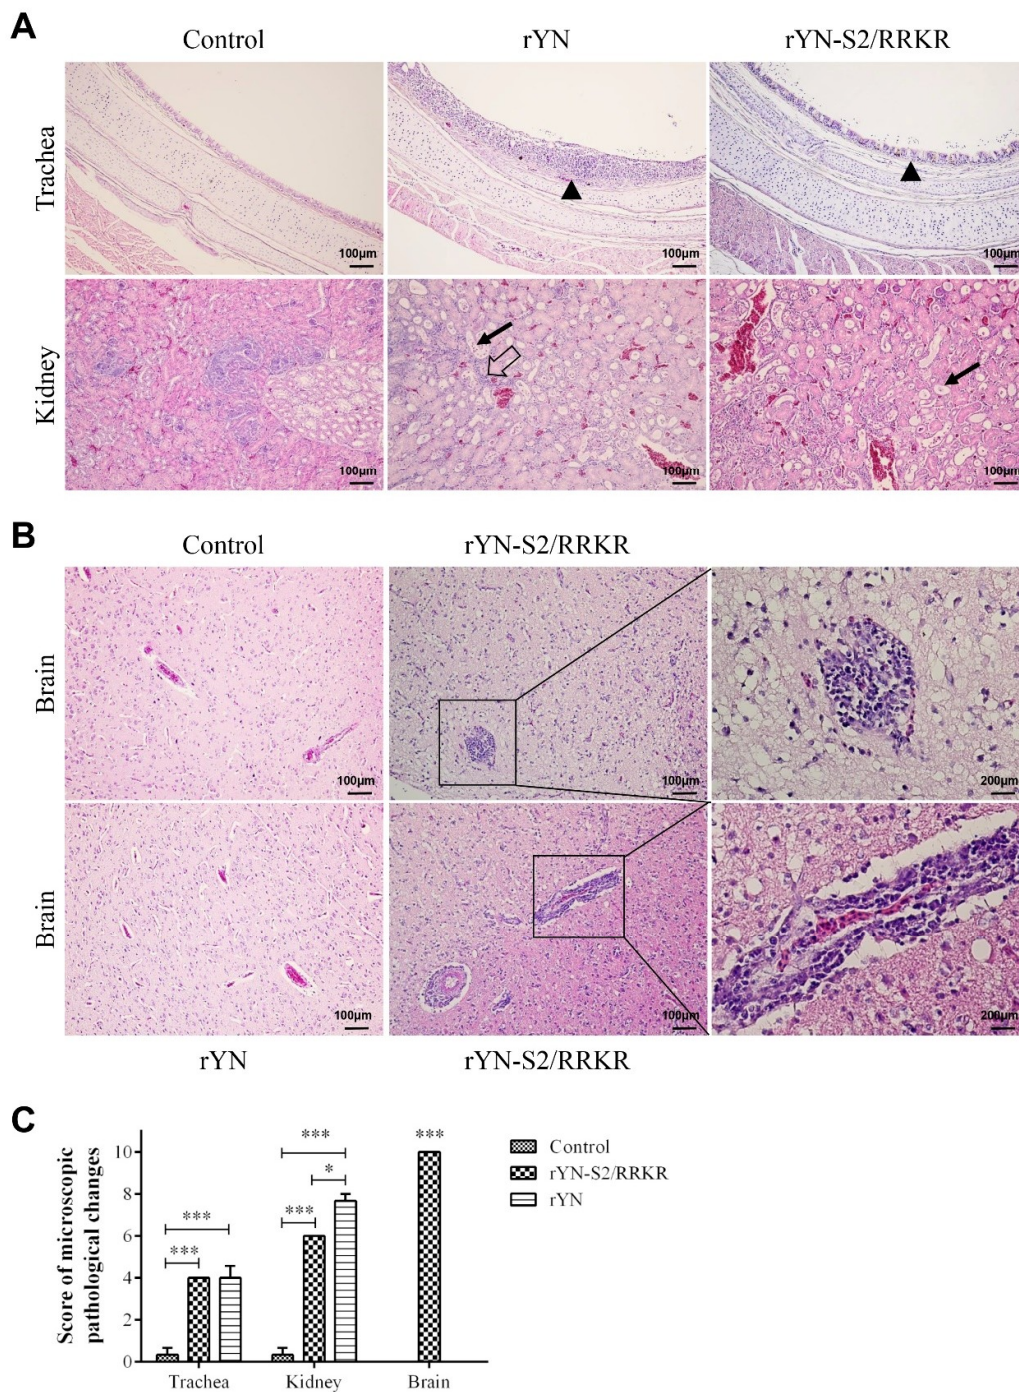 A
Control rYN rYN-S2/RRKR
Trachea
100µm 100µm 100µm
Kidney
100µm 100µm 100µm
B
Control rYN-S2/RRKR
Brain
100µm 100µm 200µm
Brain
100µm 100µm 200µm
rYN rYN-S2/RRKR
C
Score of microscopic
pathological changes
10
8
6
4
2
0
***
***
***
*
***
***
Trachea Kidney Brain
Control
rYN-S2/RRKR
rYN